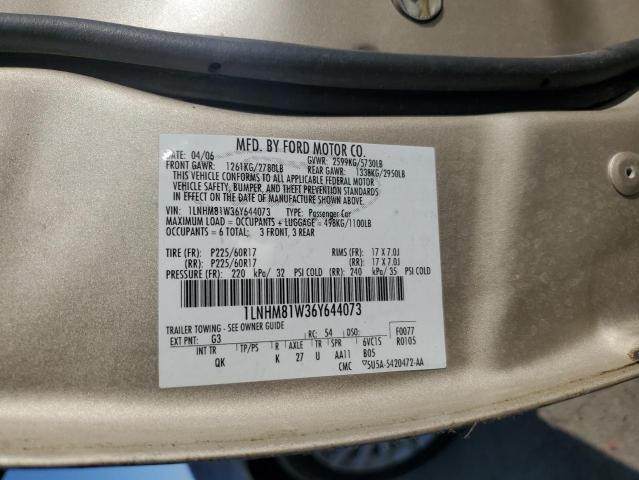 MFD. BY FORD MOTOR CO.
DATE: 04/06 GVWR: 2599KG/5730LB
FRONT GAWR: 1261KG/2780LB REAR GAWR: 1338KG/2950LB
THIS VEHICLE CONFORMS TO ALL APPLICABLE FEDERAL MOTOR
VEHICLE SAFETY, BUMPER, AND THEFT PREVENTION STANDARDS
IN EFFECT ON THE DATE OF MANUFACTURE SHOWN ABOVE.
VIN: 1LNHM81W36Y644073 TYPE: Passenger Car
MAXIMUM LOAD = OCCUPANTS + LUGGAGE = 498KG/1100LB
OCCUPANTS = 6 TOTAL: 3 FRONT, 3 REAR
TIRE (FR): P225/60R17 RIMS (FR): 17 X 7.0J
(RR): P225/60R17 (RR): 17 X 7.0J
PRESSURE (FR): 220 kPa/ 32 PSI COLD (RR): 240 kPa/ 35 PSI COLD
1LNHM81W36Y644073
TRAILER TOWING - SEE OWNER GUIDE
EXT PNT: G3 RC: 54 DSO: F0077
INT TR TP/PS R AXLE TR SPR 6VC15 R0105
QK K 27 U AA11 B05
CMC ▽5U5A-5420472-AA